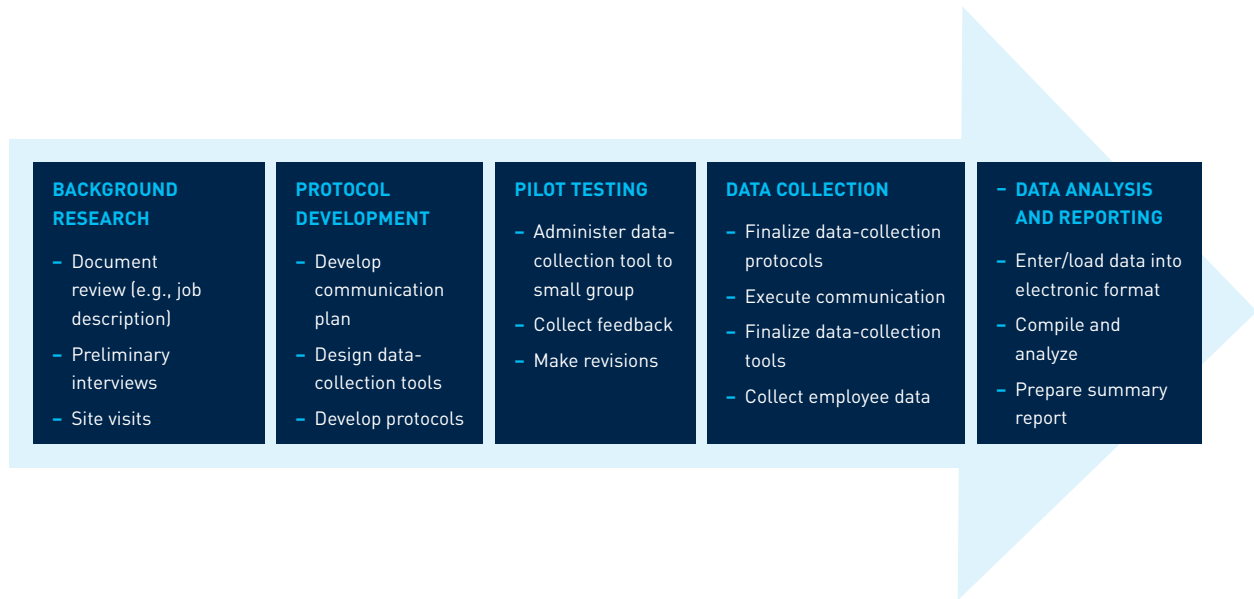 BACKGROUND
RESEARCH
– Document
review (e.g., job
description)
– Preliminary
interviews
– Site visits
PROTOCOL
DEVELOPMENT
– Develop
communication
plan
– Design data-
collection tools
– Develop protocols
PILOT TESTING
– Administer data-
collection tool to
small group
– Collect feedback
– Make revisions
DATA COLLECTION
– Finalize data-collection
protocols
– Execute communication
– Finalize data-collection
tools
– Collect employee data
– DATA ANALYSIS
AND REPORTING
– Enter/load data into
electronic format
– Compile and
analyze
– Prepare summary
report